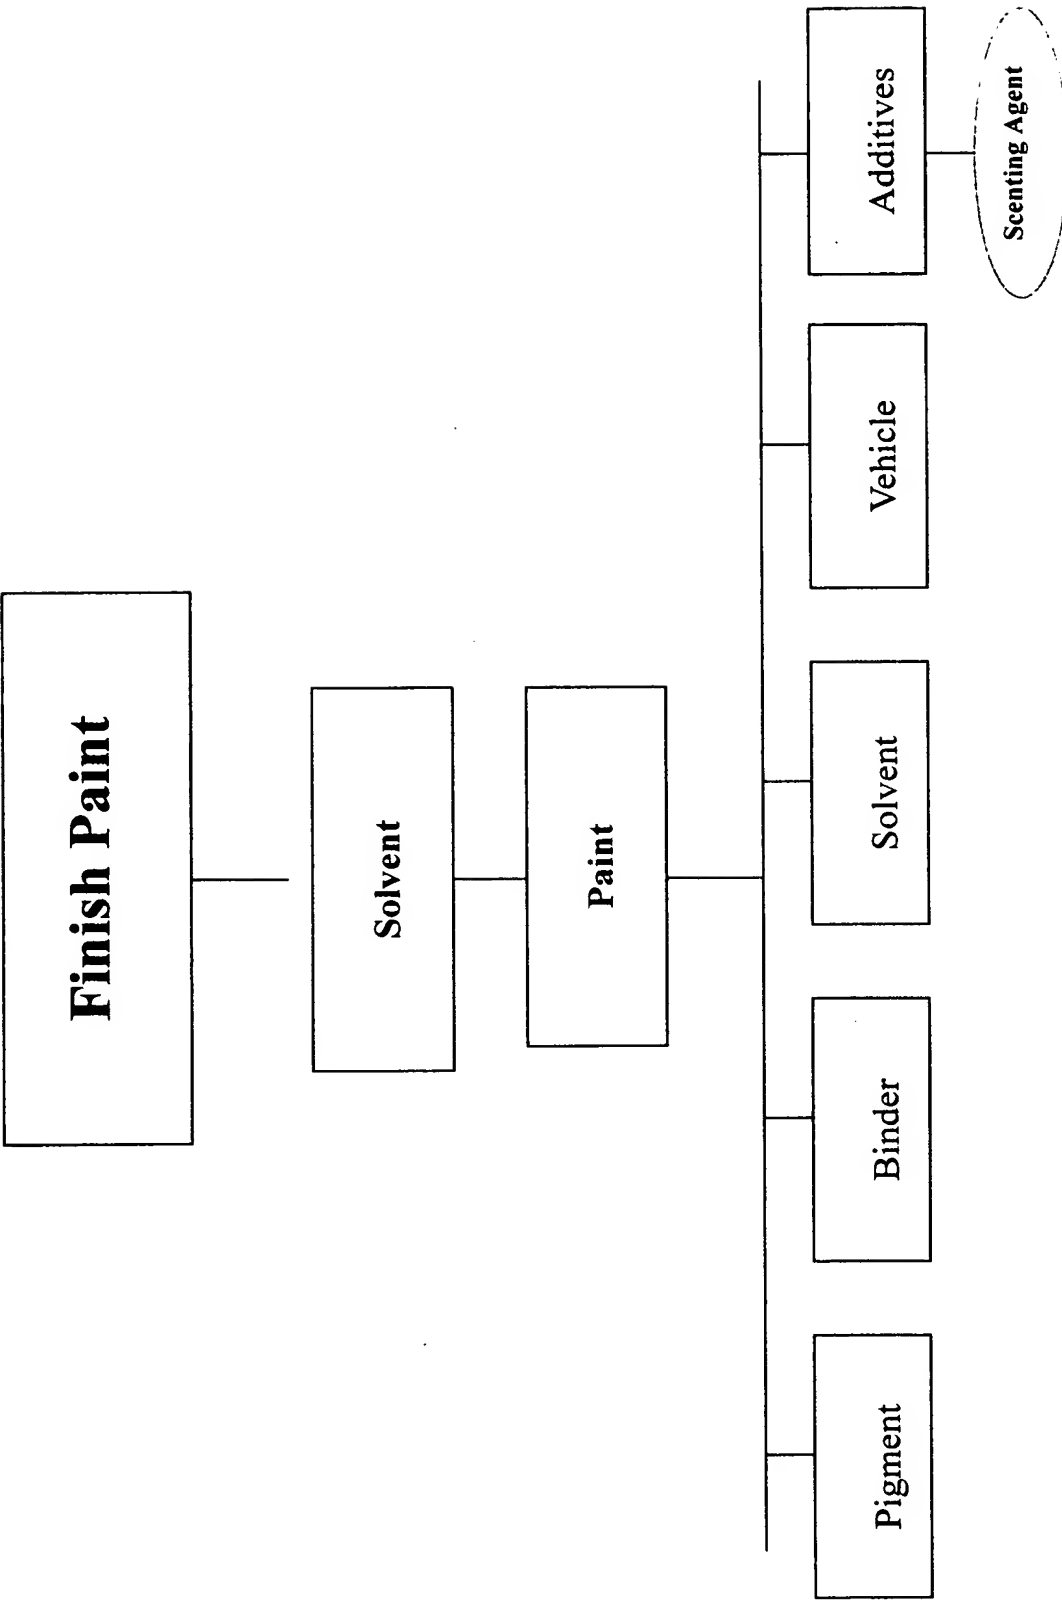 Finish Paint
Solvent
Paint
Pigment
Binder
Solvent
Vehicle
Additives
Scenting Agent